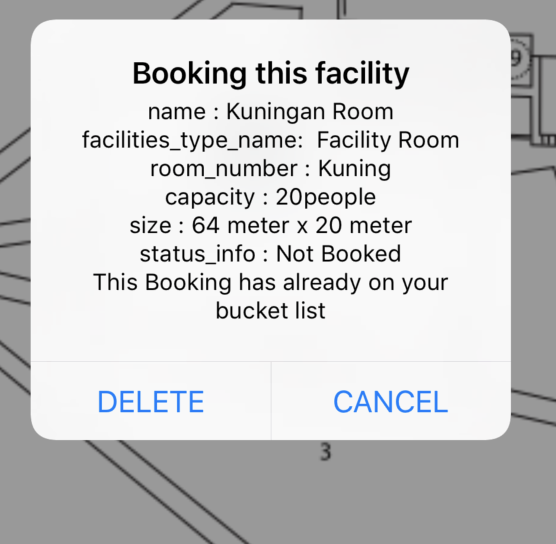 Booking this facility
name : Kuningan Room
facilities_type_name:  Facility Room
room_number : Kuning
capacity : 20people
size : 64 meter x 20 meter
status_info : Not Booked
This Booking has already on your
bucket list
DELETE
CANCEL
3